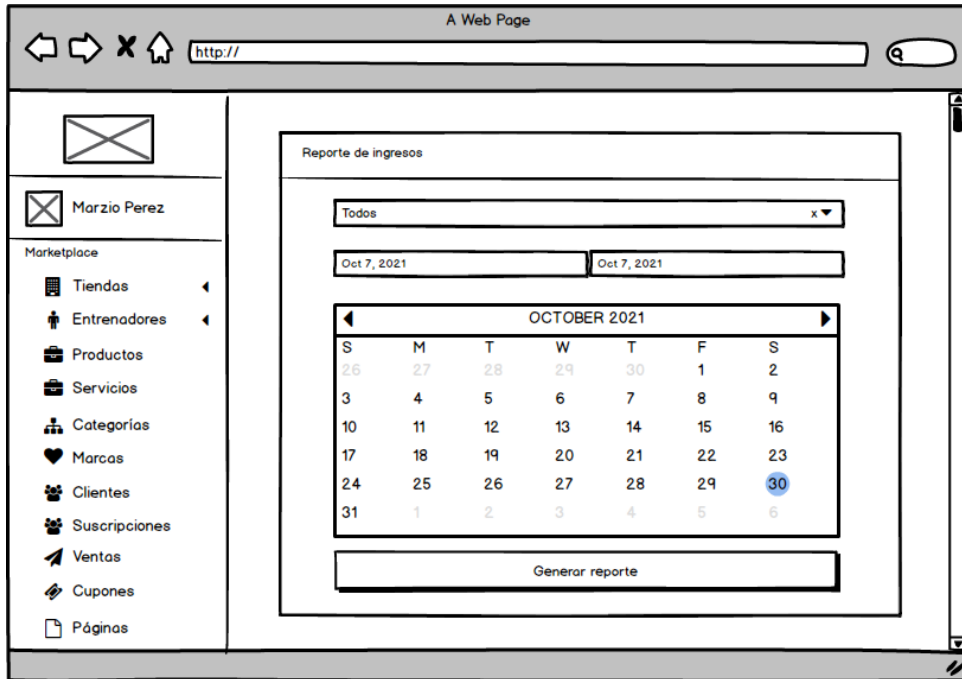 A Web Page
http://
Marzio Perez
Marketplace
Tiendas
Entrenadores
Productos
Servicios
Categorías
Marcas
Clientes
Suscripciones
Ventas
Cupones
Páginas
Reporte de ingresos
Todos x
Oct 7, 2021 Oct 7, 2021
OCTOBER 2021
S M T W T F S
26 27 28 29 30 1 2
3 4 5 6 7 8 9
10 11 12 13 14 15 16
17 18 19 20 21 22 23
24 25 26 27 28 29 30
31 1 2 3 4 5 6
Generar reporte